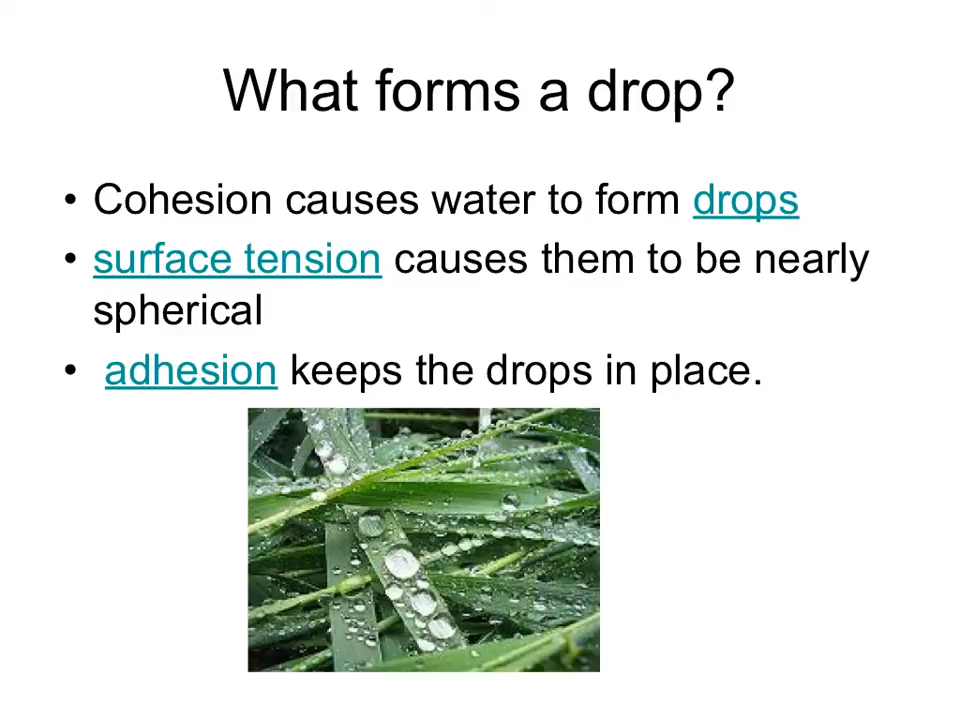 What forms a drop?
• Cohesion causes water to form drops
• surface tension causes them to be nearly
spherical
• adhesion keeps the drops in place.